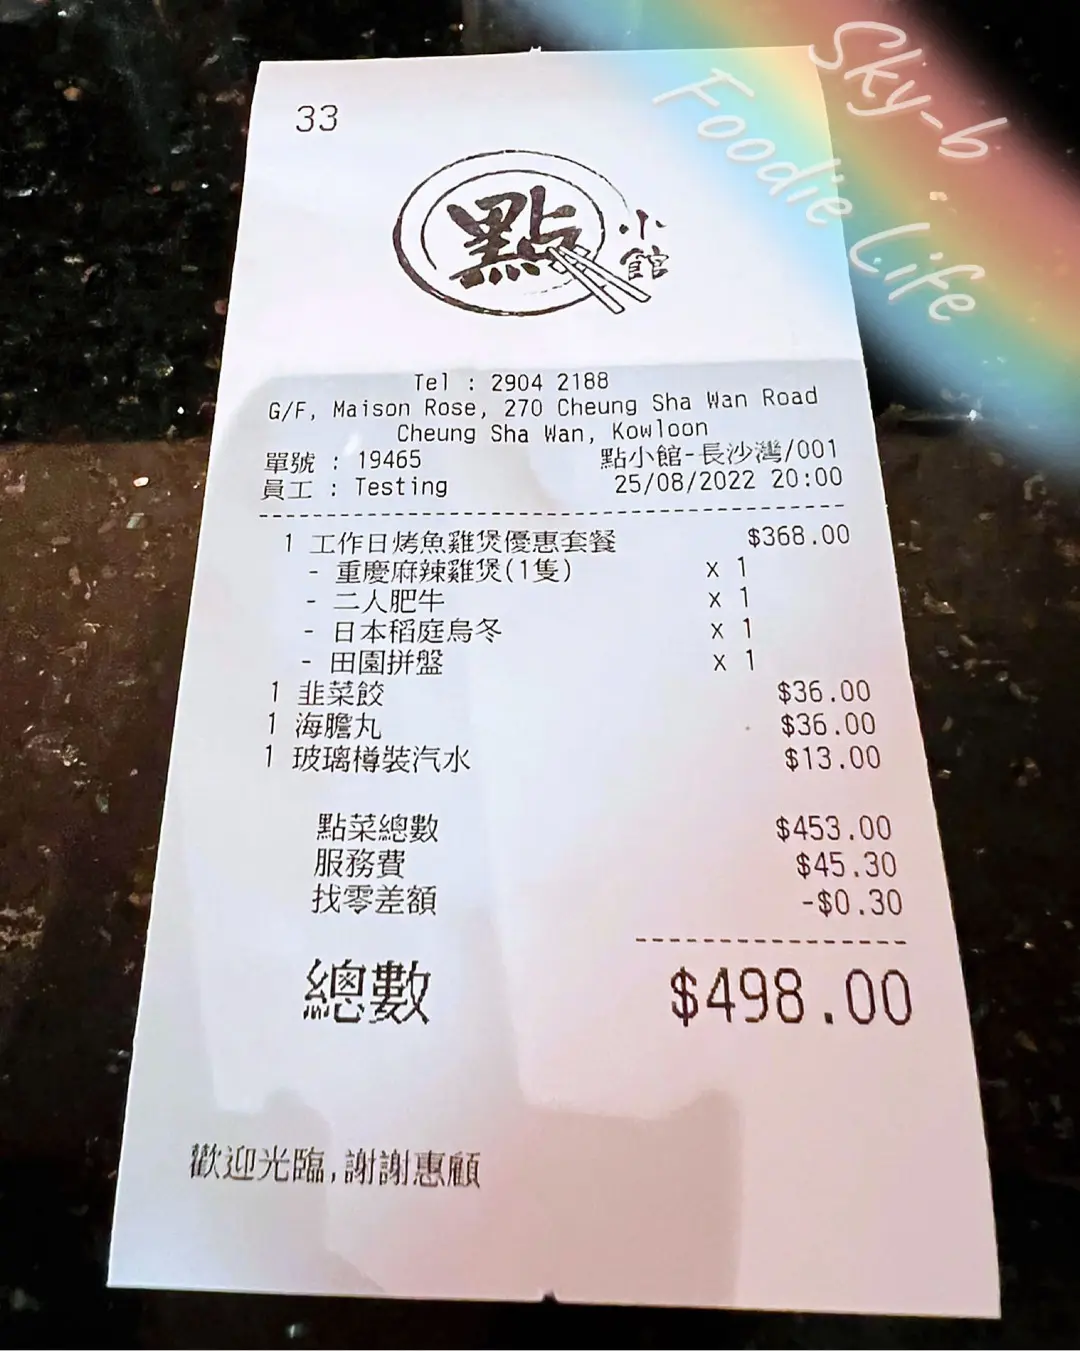 Sky-b
Foodie Life
33
點小館
Tel : 2904 2188
G/F, Maison Rose, 270 Cheung Sha Wan Road
Cheung Sha Wan, Kowloon
單號 : 19465 點小館-長沙灣/001
員工 : Testing 25/08/2022 20:00
1 工作日烤魚雞煲優惠套餐 $368.00
- 重慶麻辣雞煲(1隻) x 1
- 二人肥牛 x 1
- 日本稻庭烏冬 x 1
- 田園拼盤 x 1
1 韭菜餃 $36.00
1 海膽丸 $36.00
1 玻璃樽裝汽水 $13.00
點菜總數 $453.00
服務費 $45.30
找零差額 -$0.30
總數 $498.00
歡迎光臨,謝謝惠顧